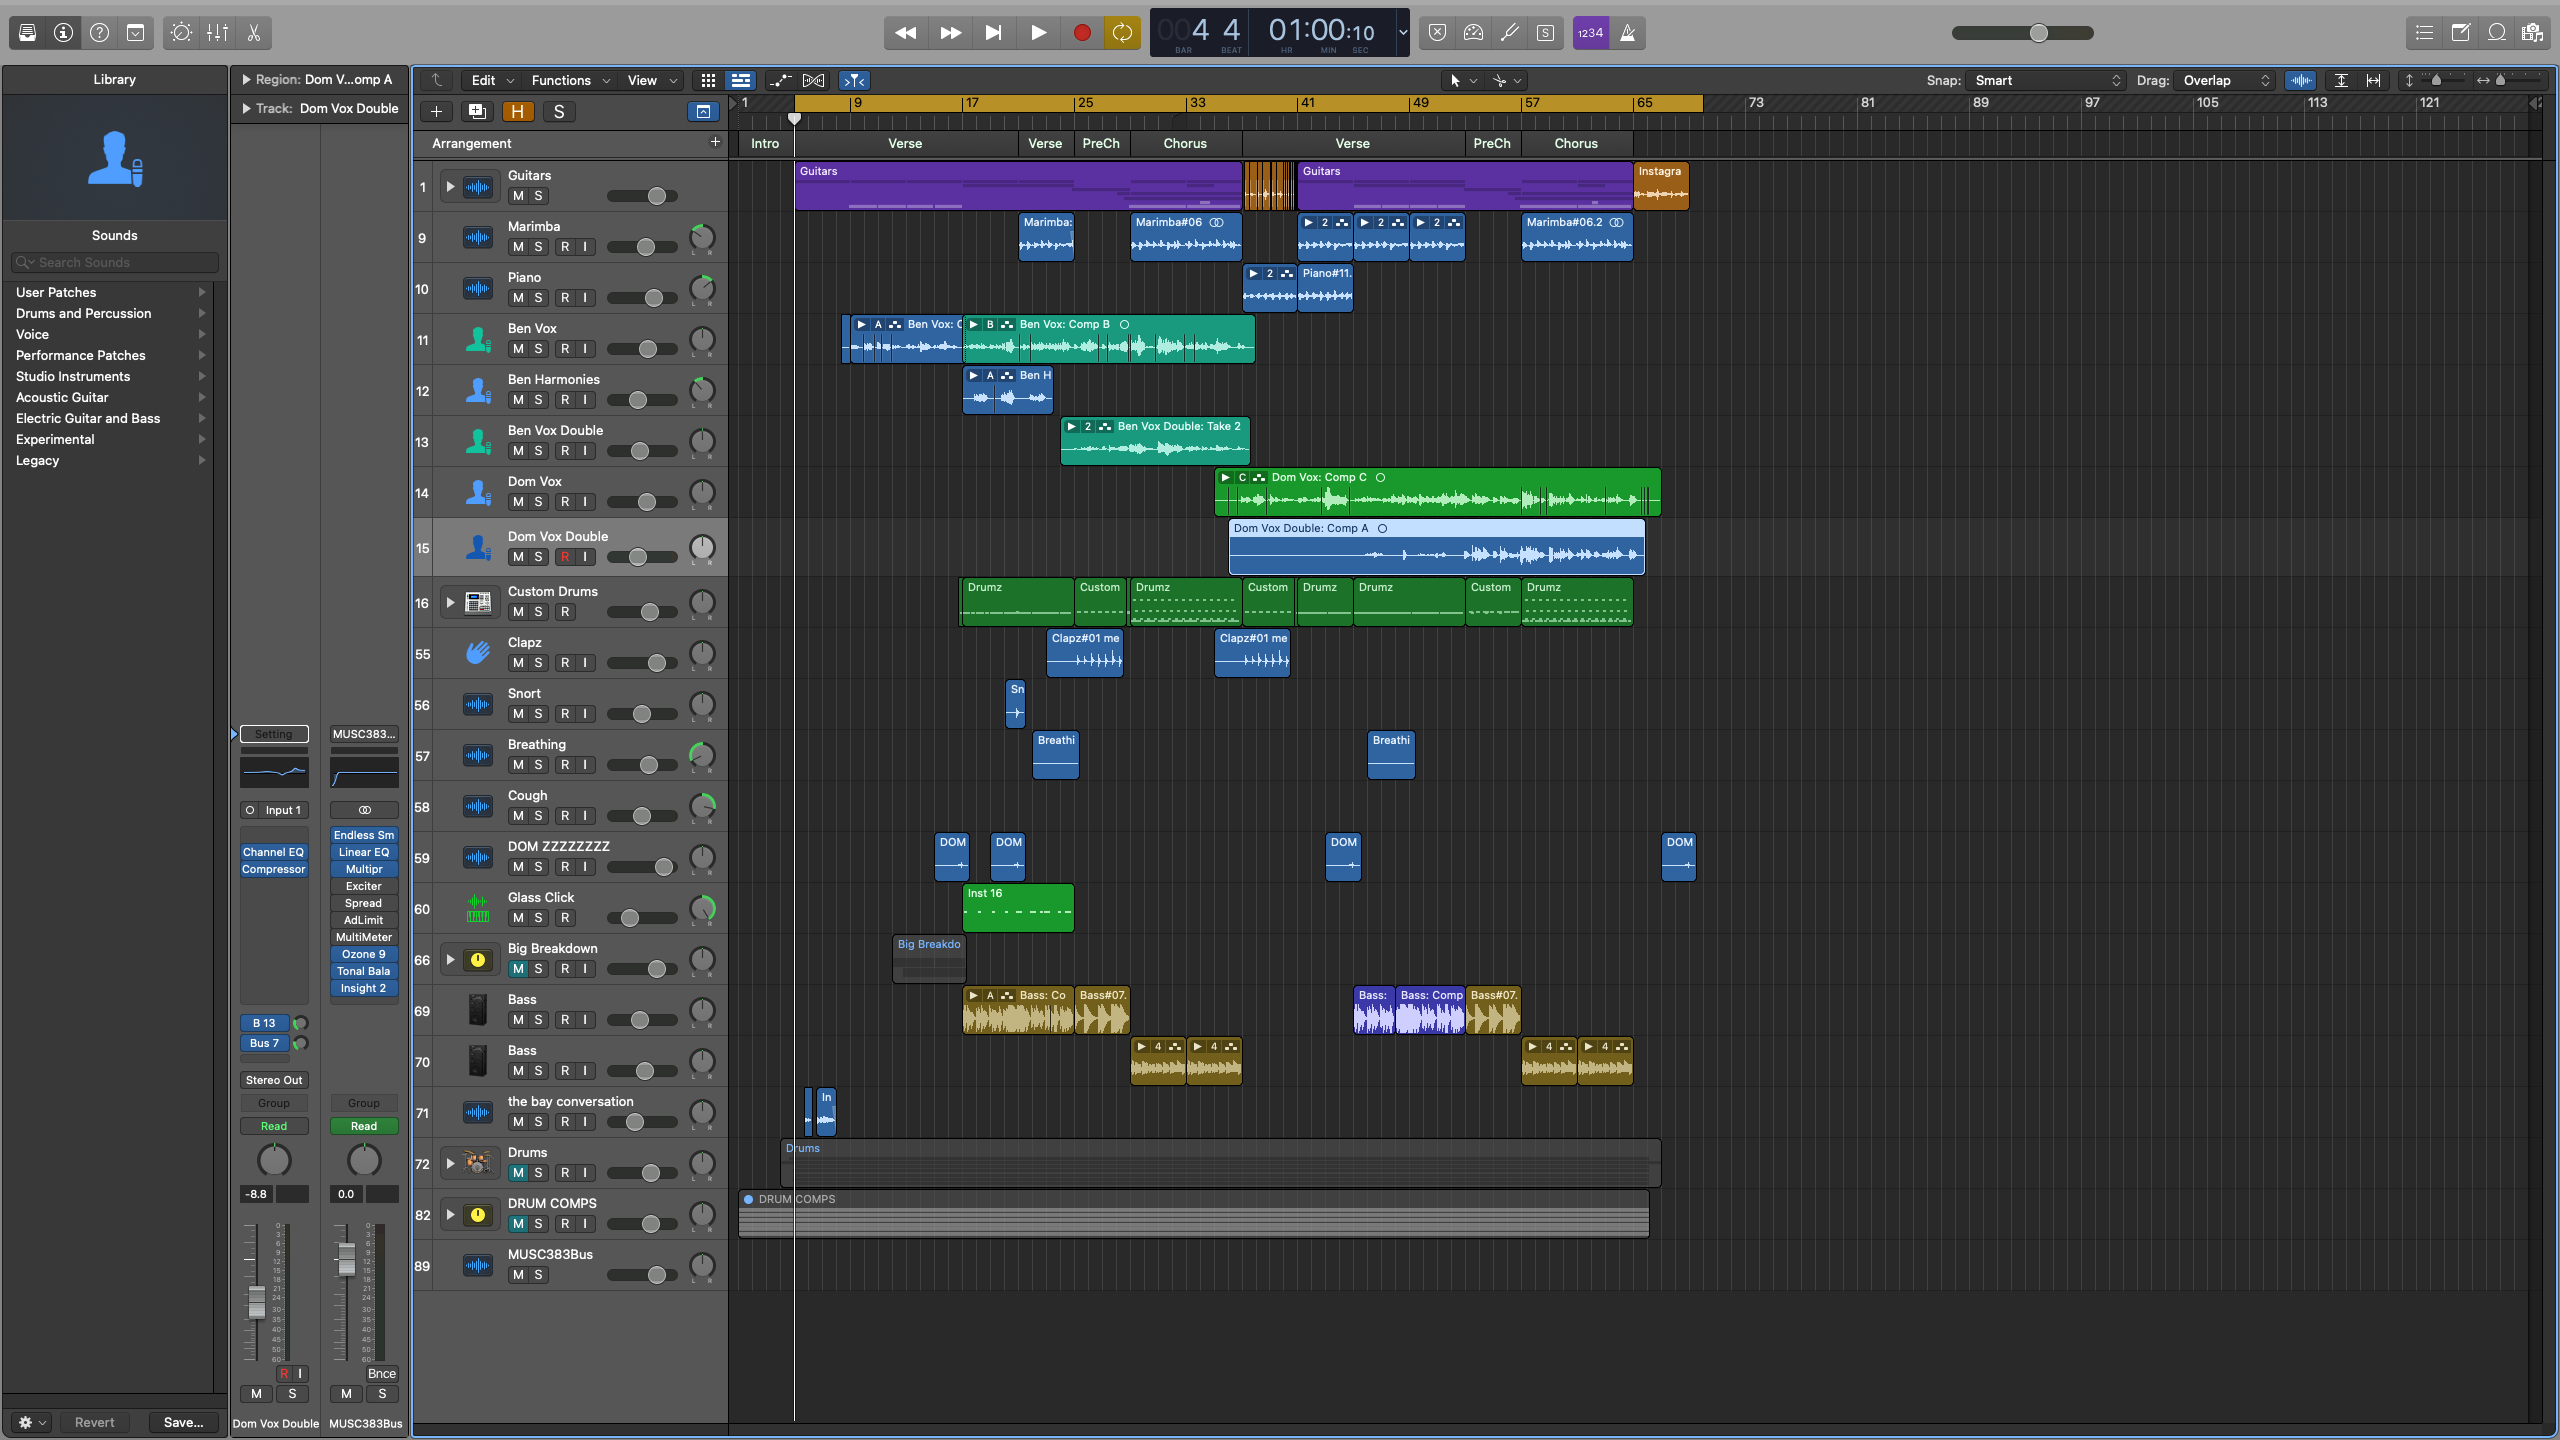 004 4
BAR BEAT
01:00:10
HR MIN SEC
1234
S
Library
Sounds
Search Sounds
User Patches
Drums and Percussion
Voice
Performance Patches
Studio Instruments
Acoustic Guitar
Electric Guitar and Bass
Experimental
Legacy
Revert
Save...
Region: Dom V...omp A
Track: Dom Vox Double
Setting
MUSC383...
Input 1
Endless Sm
Channel EQ
Linear EQ
Compressor
Multipr
Exciter
Spread
AdLimit
MultiMeter
Ozone 9
Tonal Bala
Insight 2
B 13
Bus 7
Stereo Out
Group
Group
Read
Read
-8.8
0.0
R I
Bnce
M S
M S
Dom Vox Double
MUSC383Bus
Edit
Functions
View
Snap: Smart
Drag: Overlap
H
S
1 9 17 25 33 41 49 57 65 73 81 89 97 105 113 121
Arrangement
Intro
Verse
Verse
PreCh
Chorus
Verse
PreCh
Chorus
1
Guitars
M S
Guitars
Guitars
Instagra
9
Marimba
M S R I
Marimba:
Marimba#06
2
2
2
Marimba#06.2
10
Piano
M S R I
2
Piano#11.
11
Ben Vox
M S R I
A Ben Vox: C
B Ben Vox: Comp B
12
Ben Harmonies
M S R I
A Ben H
13
Ben Vox Double
M S R I
2 Ben Vox Double: Take 2
14
Dom Vox
M S R I
C Dom Vox: Comp C
15
Dom Vox Double
M S R I
Dom Vox Double: Comp A
16
Custom Drums
M S R
Drumz
Custom
Drumz
Custom
Drumz
Drumz
Custom
Drumz
55
Clapz
M S R I
Clapz#01 me
Clapz#01 me
56
Snort
M S R I
Sn
57
Breathing
M S R I
Breathi
Breathi
58
Cough
M S R I
59
DOM ZZZZZZZZ
M S R I
DOM
DOM
DOM
DOM
60
Glass Click
M S R
Inst 16
66
Big Breakdown
M S R I
Big Breakdo
69
Bass
M S R I
A Bass: Co
Bass#07.
Bass:
Bass: Comp
Bass#07.
70
Bass
M S R I
4
4
4
4
71
the bay conversation
M S R I
In
72
Drums
M S R I
Drums
82
DRUM COMPS
M S R I
DRUM COMPS
89
MUSC383Bus
M S